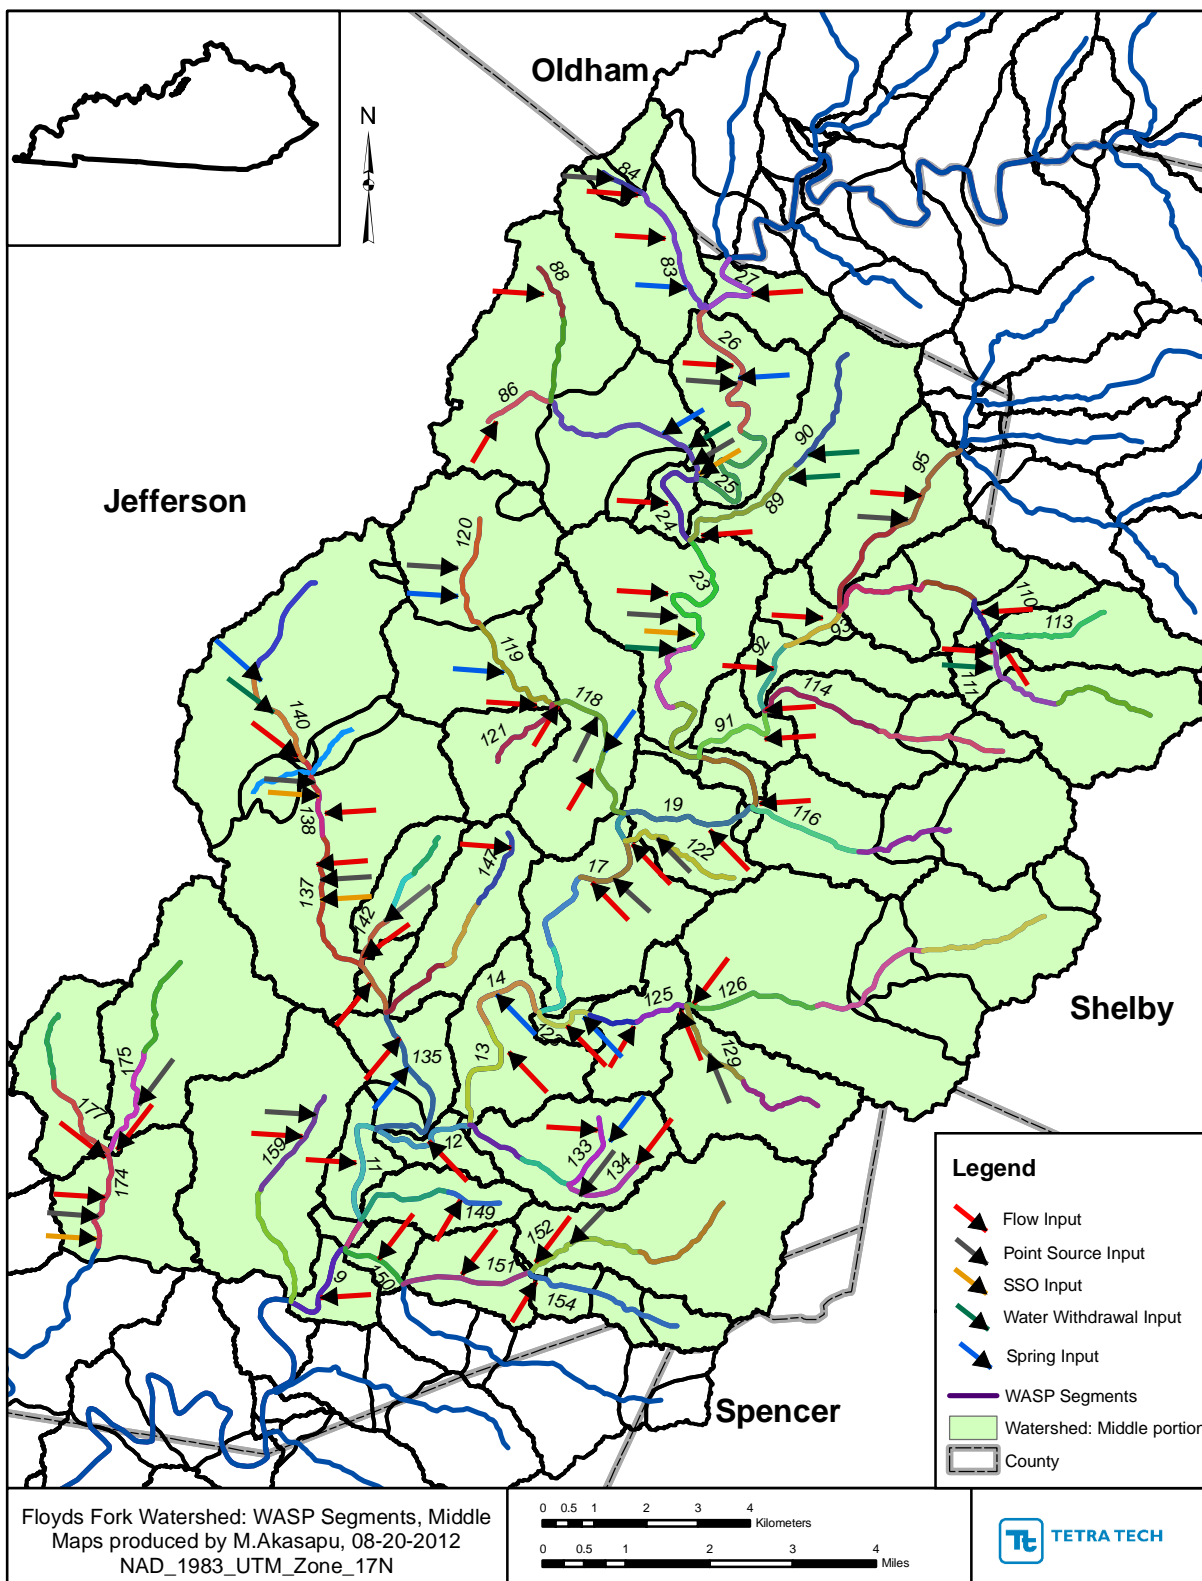 Oldham
N
84
83
27
88
26
86
90
95
25
89
24
Jefferson
120
23
110
113
93
92
119
111
114
118
140
91
121
19
116
138
122
147
17
137
142
14
125
126
Shelby
13
129
135
175
177
12
133
134
159
11
174
149
152
151
150
9
154
Legend
Flow Input
Point Source Input
SSO Input
Water Withdrawal Input
Spring Input
WASP Segments
Watershed: Middle portion
County
Spencer
Floyds Fork Watershed: WASP Segments, Middle
Maps produced by M.Akasapu, 08-20-2012
NAD_1983_UTM_Zone_17N
0 0.5 1 2 3 4
Kilometers
0 0.5 1 2 3 4
Miles
Tt TETRA TECH